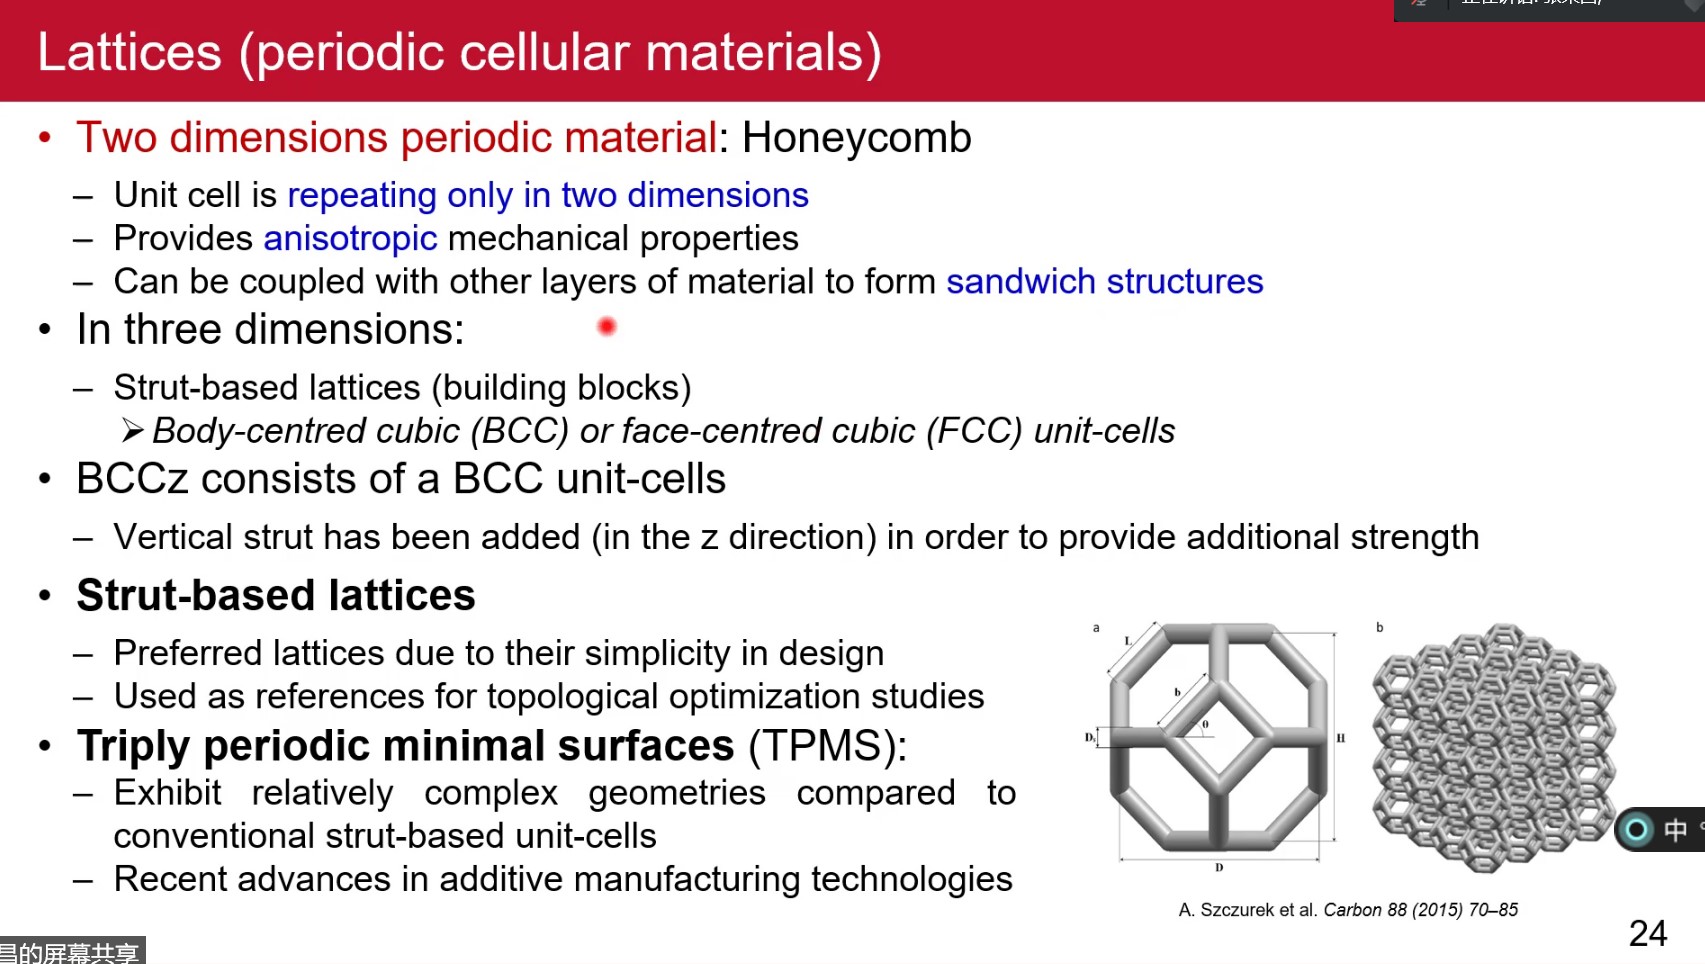 Lattices (periodic cellular materials)
• Two dimensions periodic material: Honeycomb
– Unit cell is repeating only in two dimensions
– Provides anisotropic mechanical properties
– Can be coupled with other layers of material to form sandwich structures
• In three dimensions:
– Strut-based lattices (building blocks)
➢ Body-centred cubic (BCC) or face-centred cubic (FCC) unit-cells
• BCCz consists of a BCC unit-cells
– Vertical strut has been added (in the z direction) in order to provide additional strength
• Strut-based lattices
– Preferred lattices due to their simplicity in design
– Used as references for topological optimization studies
• Triply periodic minimal surfaces (TPMS):
– Exhibit relatively complex geometries compared to
conventional strut-based unit-cells
– Recent advances in additive manufacturing technologies
a
L
b
θ
H
D
b
中
A. Szczurek et al. Carbon 88 (2015) 70–85
24
昌的屏幕共享